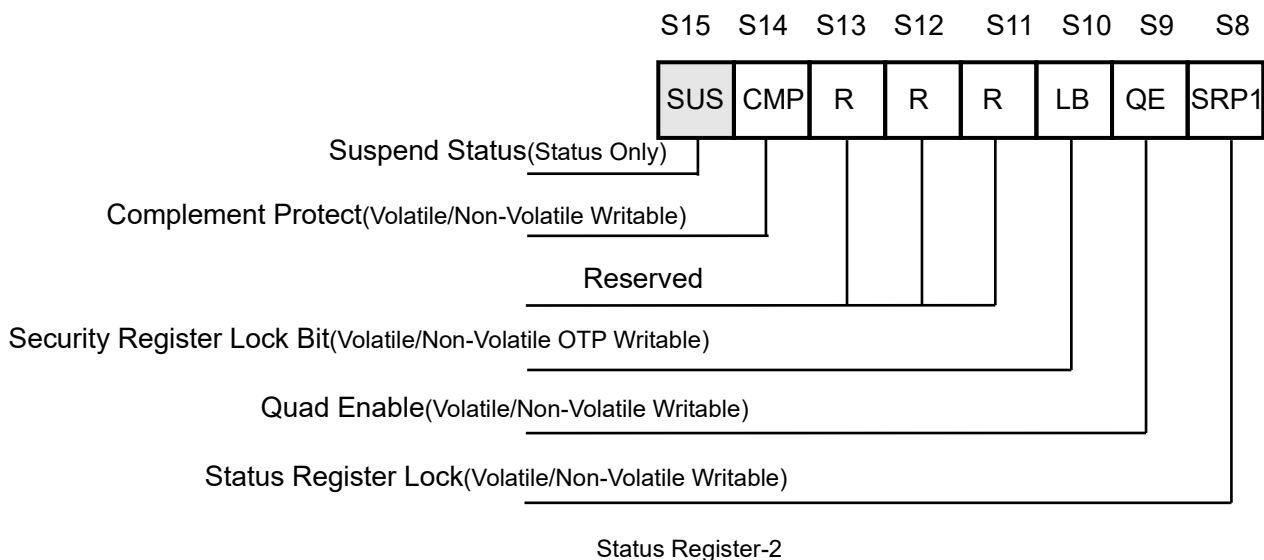 S15 S14 S13 S12 S11 S10 S9 S8
SUS CMP R R R LB QE SRP1
Suspend Status(Status Only)
Complement Protect(Volatile/Non-Volatile Writable)
Reserved
Security Register Lock Bit(Volatile/Non-Volatile OTP Writable)
Quad Enable(Volatile/Non-Volatile Writable)
Status Register Lock(Volatile/Non-Volatile Writable)
Status Register-2